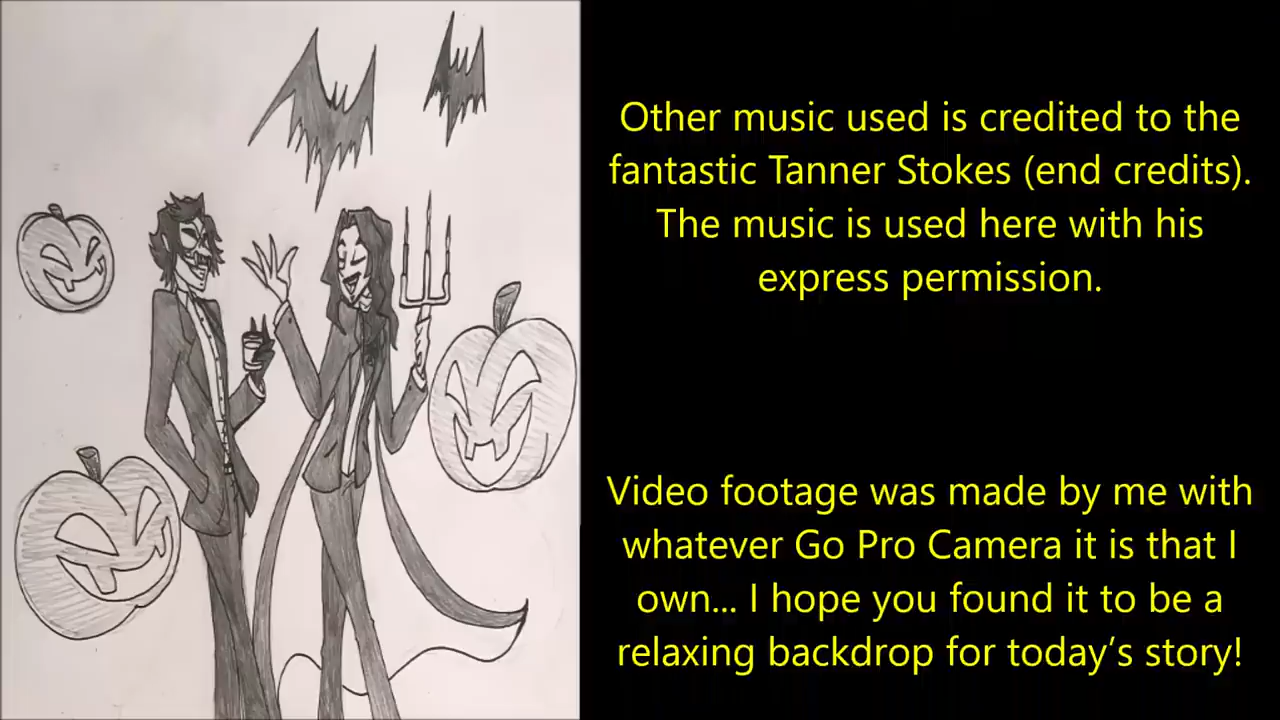 Other music used is credited to the
fantastic Tanner Stokes (end credits).
The music is used here with his
express permission.
Video footage was made by me with
whatever Go Pro Camera it is that I
own... I hope you found it to be a
relaxing backdrop for today’s story!